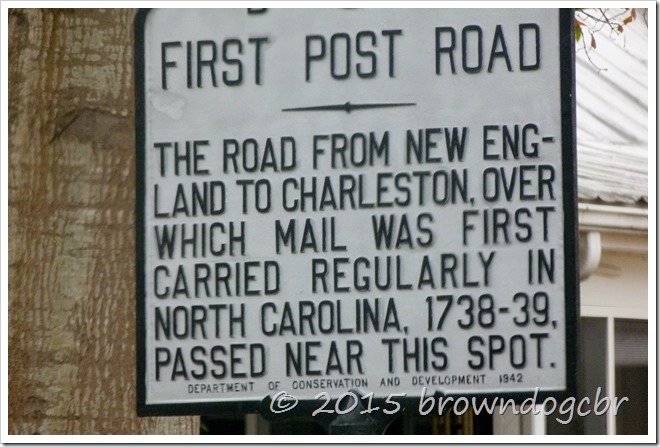 FIRST POST ROAD
THE ROAD FROM NEW ENG-
LAND TO CHARLESTON, OVER
WHICH MAIL WAS FIRST
CARRIED REGULARLY IN
NORTH CAROLINA, 1738-39,
PASSED NEAR THIS SPOT.
DEPARTMENT OF CONSERVATION AND DEVELOPMENT 1942
© 2015 browndogcbr